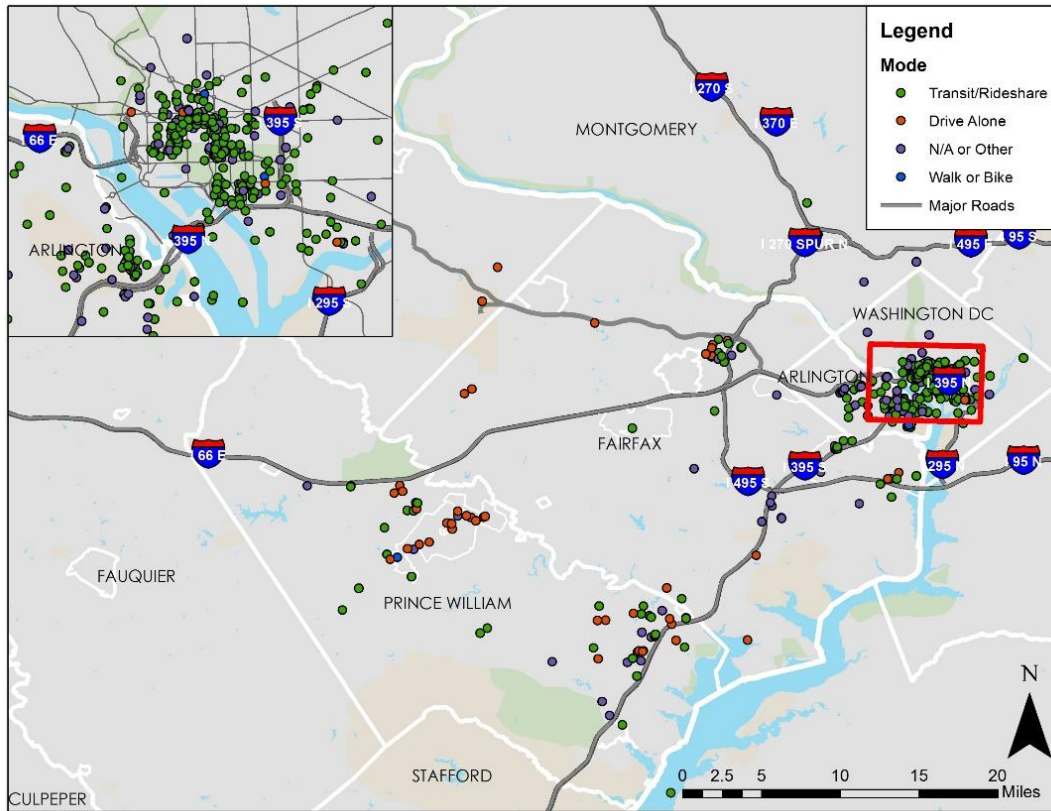 66 E
395 S
ARLINGTON
395 N
I 295 S
Legend
Mode
Transit/Rideshare
Drive Alone
N/A or Other
Walk or Bike
Major Roads
I 270 S
MONTGOMERY
370 E
I 270 SPUR N
I 495 E
95 S
WASHINGTON DC
ARLINGTON
I 395 N
FAIRFAX
66 E
I 495 S
I 395 S
I 295 N
95 N
FAUQUIER
PRINCE WILLIAM
N
STAFFORD
0 2.5 5 10 15 20
Miles
CULPEPER